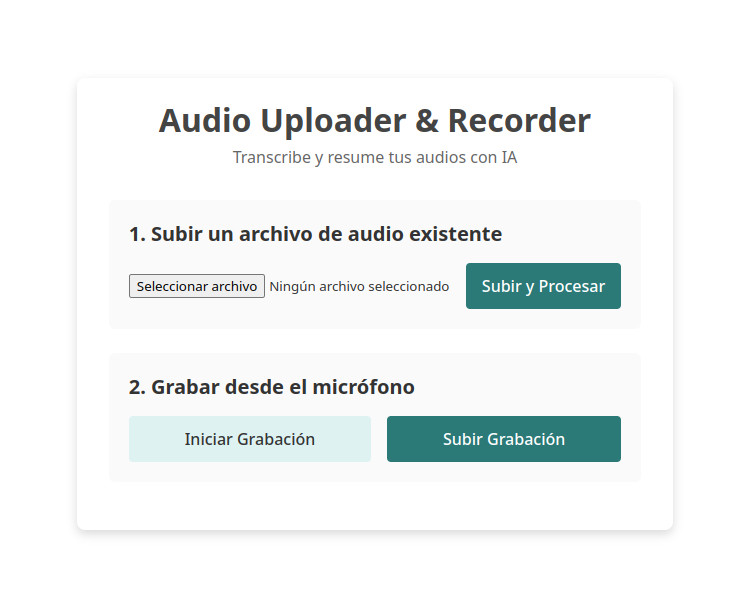 Audio Uploader & Recorder
Transcribe y resume tus audios con IA
1. Subir un archivo de audio existente
Seleccionar archivo Ningún archivo seleccionado Subir y Procesar
2. Grabar desde el micrófono
Iniciar Grabación Subir Grabación